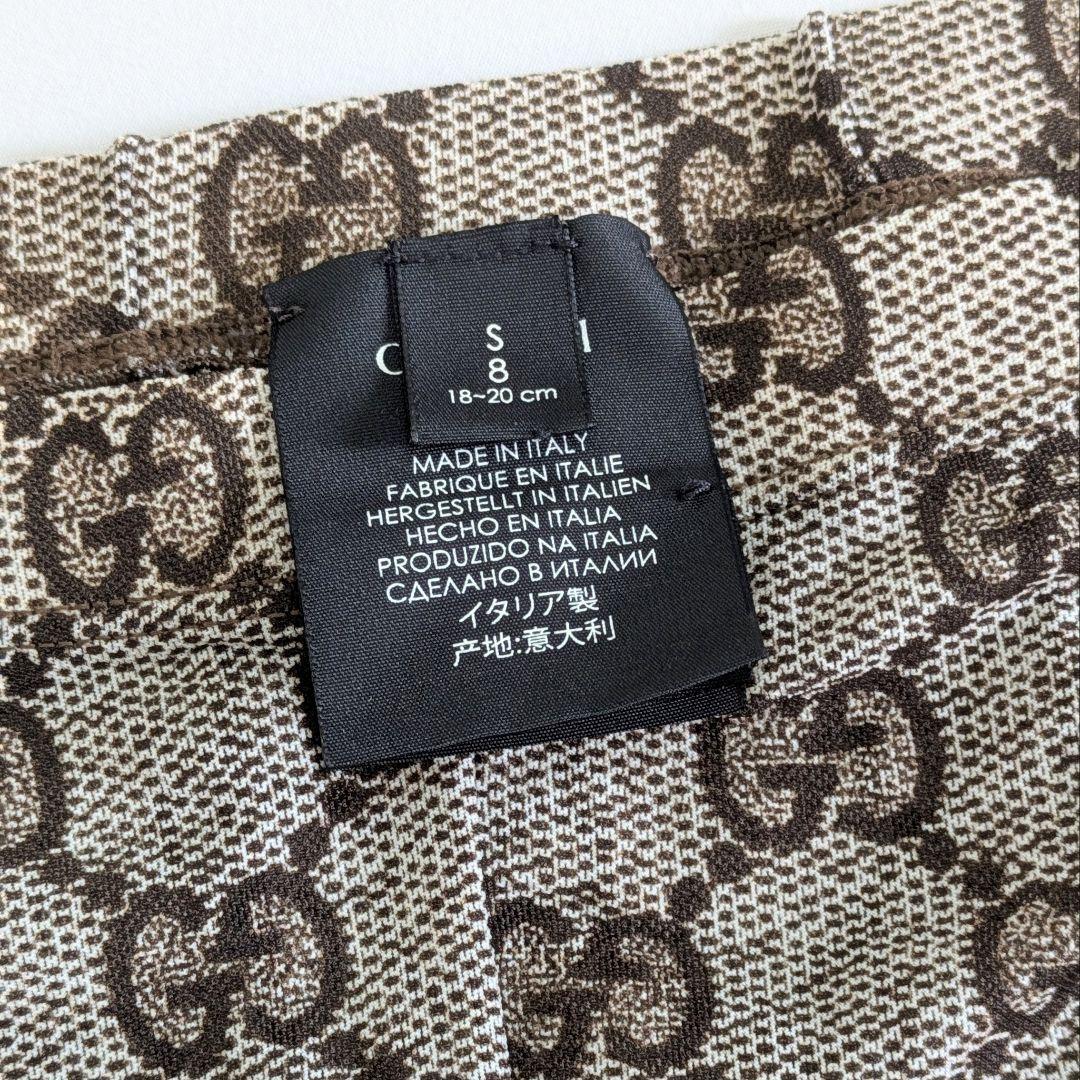 S
8
18~20 cm
MADE IN ITALY
FABRIQUE EN ITALIE
HERGESTELLT IN ITALIEN
HECHO EN ITALIA
PRODUZIDO NA ITALIA
СДЕЛАНО В ИТАЛИИ
イタリア製
产地:意大利